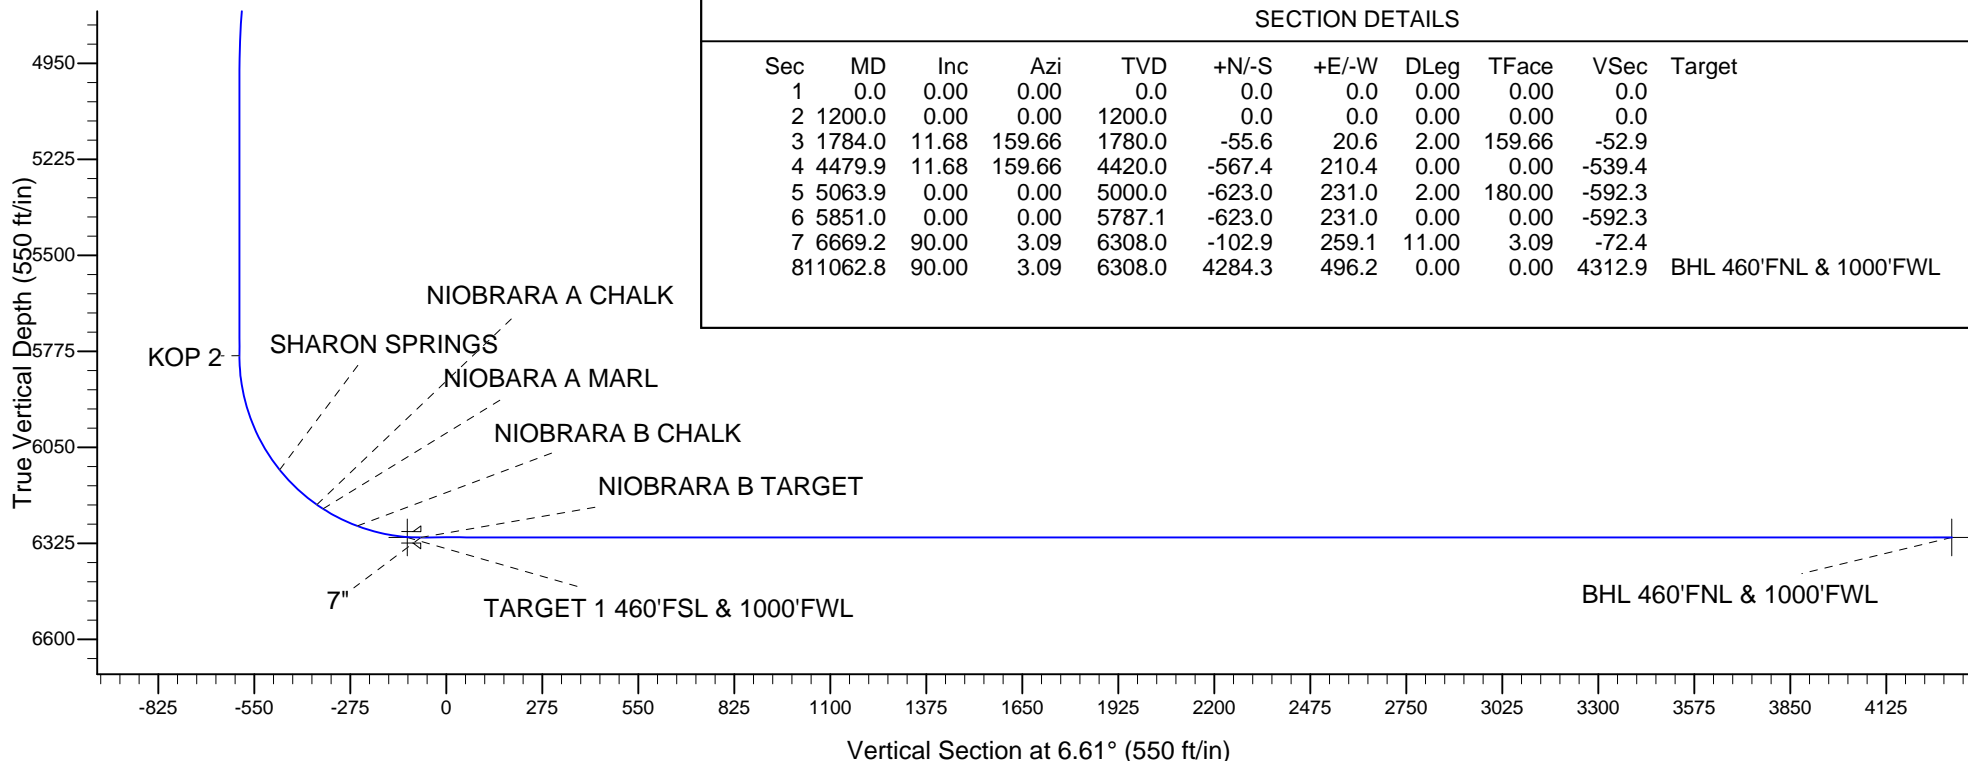 SECTION DETAILS
Sec MD Inc Azi TVD +N/-S +E/-W DLeg TFace VSec Target
1 0.0 0.00 0.00 0.0 0.0 0.0 0.00 0.00 0.0
2 1200.0 0.00 0.00 1200.0 0.0 0.0 0.00 0.00 0.0
3 1784.0 11.68 159.66 1780.0 -55.6 20.6 2.00 159.66 -52.9
4 4479.9 11.68 159.66 4420.0 -567.4 210.4 0.00 0.00 -539.4
5 5063.9 0.00 0.00 5000.0 -623.0 231.0 2.00 180.00 -592.3
6 5851.0 0.00 0.00 5787.1 -623.0 231.0 0.00 0.00 -592.3
7 6669.2 90.00 3.09 6308.0 -102.9 259.1 11.00 3.09 -72.4
811062.8 90.00 3.09 6308.0 4284.3 496.2 0.00 0.00 4312.9 BHL 460'FNL & 1000'FWL
True Vertical Depth (550 ft/in)
4950
5225
5500
5775
6050
6325
6600
KOP 2
NIOBRARA A CHALK
SHARON SPRINGS
NIOBARA A MARL
NIOBRARA B CHALK
NIOBRARA B TARGET
7"
TARGET 1 460'FSL & 1000'FWL
BHL 460'FNL & 1000'FWL
-825 -550 -275 0 275 550 825 1100 1375 1650 1925 2200 2475 2750 3025 3300 3575 3850 4125
Vertical Section at 6.61° (550 ft/in)